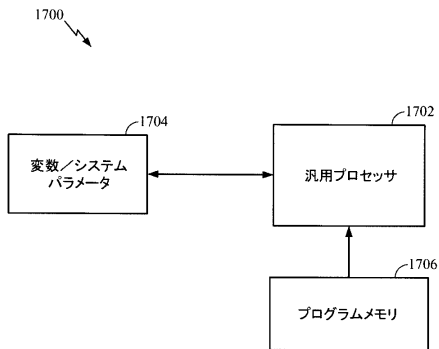 1700
1704
1702
変数/システム
パラメータ
汎用プロセッサ
1706
プログラムメモリ